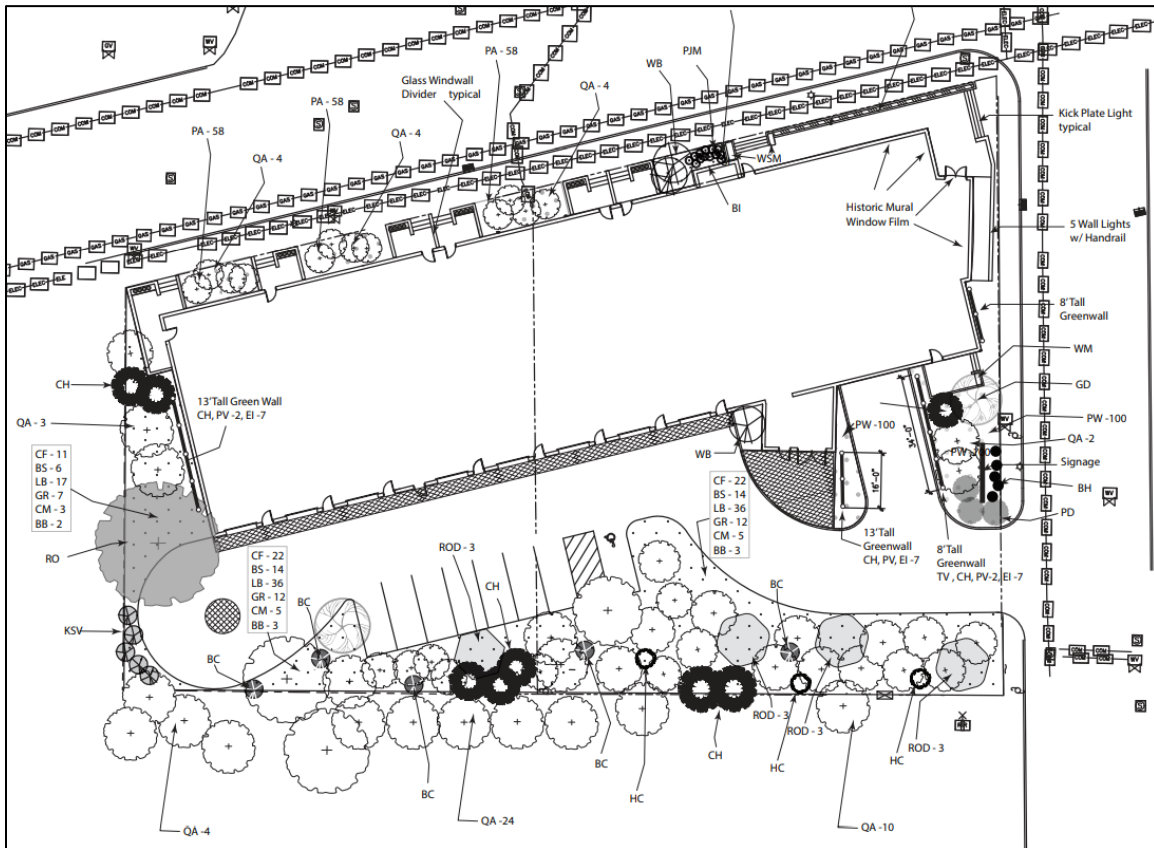 PA - 58
PJM
WB
PA - 58
QA - 4
Glass Windwall
Divider typical
PA - 58
QA - 4
QA - 4
Kick Plate Light
typical
WSM
BI
Historic Mural
Window Film
5 Wall Lights
w/ Handrail
8' Tall
Greenwall
WM
GD
CH
13' Tall Green Wall
CH, PV -2, EI -7
QA - 3
PW -100
PW -100
QA -2
PW -100
WB
16'-0"
Signage
BH
PD
CF - 11
BS - 6
LB - 17
GR - 7
CM - 3
BB - 2
CF - 22
BS - 14
LB - 36
GR - 12
CM - 5
BB - 3
RO
13' Tall
Greenwall
CH, PV, EI -7
8' Tall
Greenwall
TV , CH, PV-2, EI -7
CF - 22
BS - 14
LB - 36
GR - 12
CM - 5
BB - 3
ROD - 3
CH
BC
BC
KSV
BC
ROD - 3
ROD - 3
ROD - 3
CH
HC
HC
BC
BC
HC
QA -4
QA -24
QA -10
COM
GAS
ELEC
WV
GV